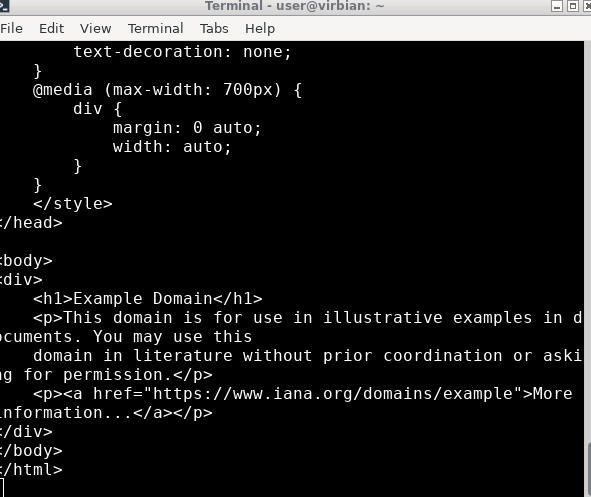 Terminal - user@virbian: ~
File Edit View Terminal Tabs Help
        text-decoration: none;
    }
    @media (max-width: 700px) {
        div {
            margin: 0 auto;
            width: auto;
        }
    }
    </style>
</head>

<body>
<div>
    <h1>Example Domain</h1>
    <p>This domain is for use in illustrative examples in d
ocuments. You may use this
    domain in literature without prior coordination or aski
ng for permission.</p>
    <p><a href="https://www.iana.org/domains/example">More
information...</a></p>
</div>
</body>
</html>